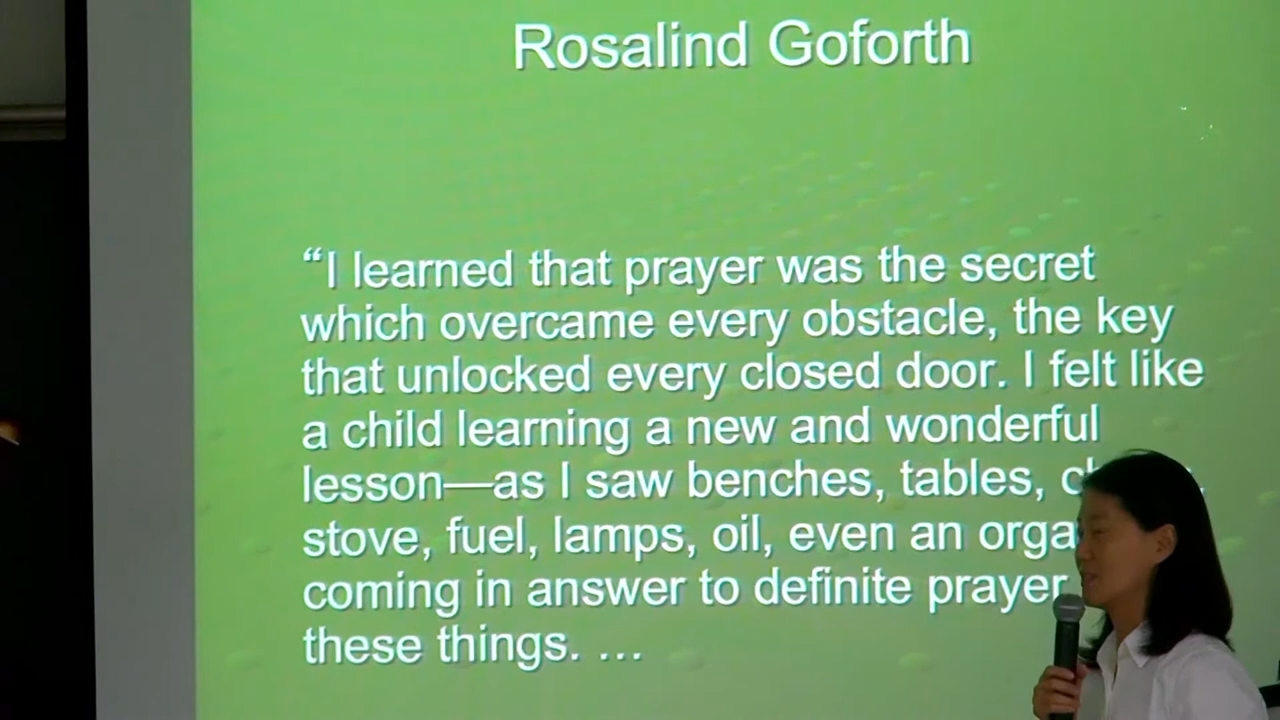 Rosalind Goforth
“I learned that prayer was the secret
which overcame every obstacle, the key
that unlocked every closed door. I felt like
a child learning a new and wonderful
lesson—as I saw benches, tables,
stove, fuel, lamps, oil, even an
coming in answer to definite prayer
these things. …